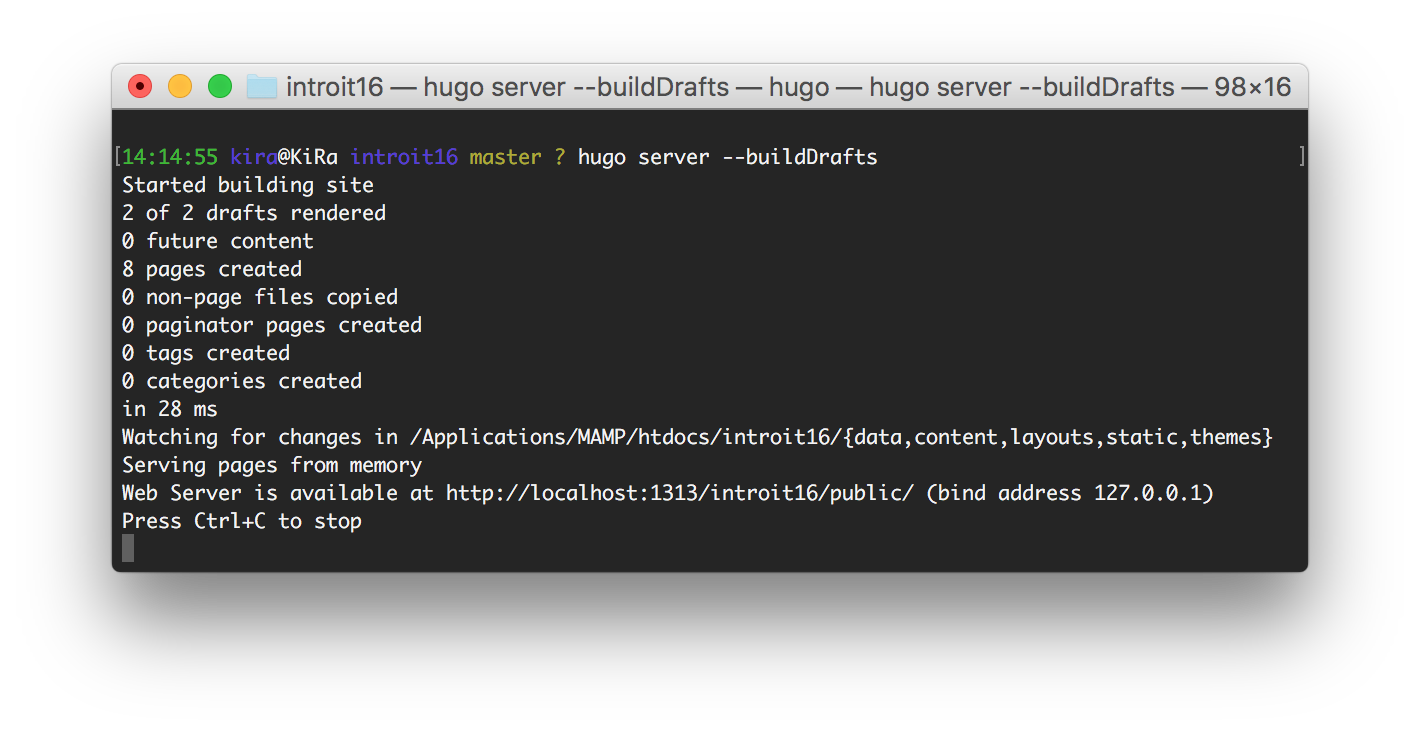 introit16 — hugo server --buildDrafts — hugo — hugo server --buildDrafts — 98×16
[14:14:55 kira@KiRa introit16 master ? hugo server --buildDrafts ]
Started building site
2 of 2 drafts rendered
0 future content
8 pages created
0 non-page files copied
0 paginator pages created
0 tags created
0 categories created
in 28 ms
Watching for changes in /Applications/MAMP/htdocs/introit16/{data,content,layouts,static,themes}
Serving pages from memory
Web Server is available at http://localhost:1313/introit16/public/ (bind address 127.0.0.1)
Press Ctrl+C to stop